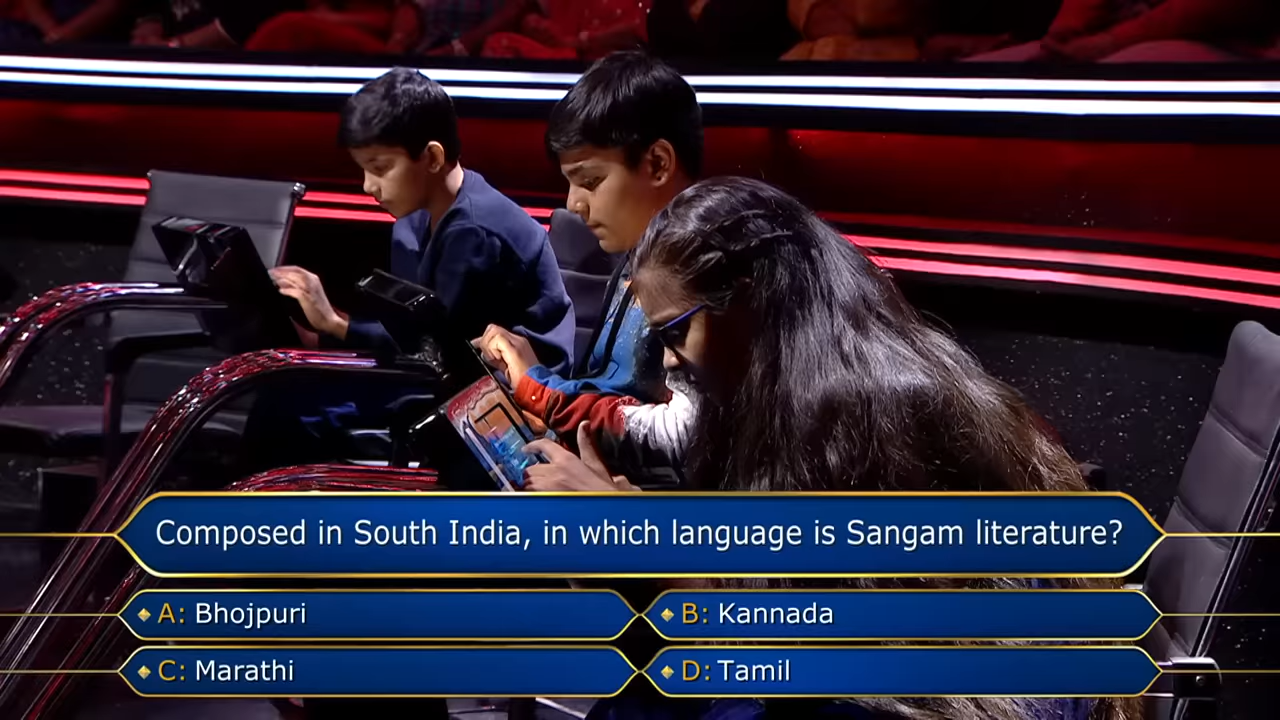 Composed in South India, in which language is Sangam literature?
A: Bhojpuri
B: Kannada
C: Marathi
D: Tamil